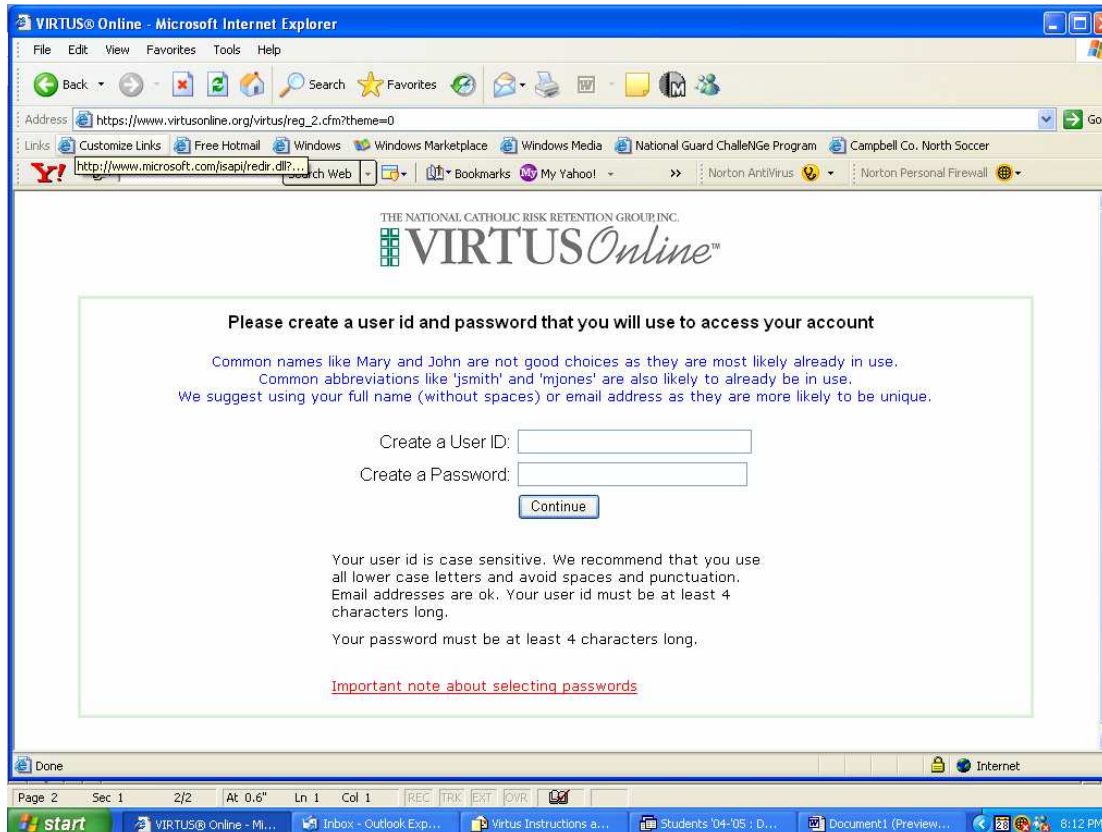 VIRTUS® Online - Microsoft Internet Explorer
File Edit View Favorites Tools Help
Back Search Favorites
Address https://www.virtusonline.org/virtus/reg_2.cfm?theme=0 Go
Links Customize Links Free Hotmail Windows Windows Marketplace Windows Media National Guard ChalleNGe Program Campbell Co. North Soccer
http://www.microsoft.com/isapi/redir.dll?...
Y! Search Web Bookmarks My Yahoo! >> Norton AntiVirus Norton Personal Firewall
THE NATIONAL CATHOLIC RISK RETENTION GROUP, INC.
VIRTUS Online™
Please create a user id and password that you will use to access your account
Common names like Mary and John are not good choices as they are most likely already in use.
Common abbreviations like 'jsmith' and 'mjones' are also likely to already be in use.
We suggest using your full name (without spaces) or email address as they are more likely to be unique.
Create a User ID:
Create a Password:
Continue
Your user id is case sensitive. We recommend that you use
all lower case letters and avoid spaces and punctuation.
Email addresses are ok. Your user id must be at least 4
characters long.
Your password must be at least 4 characters long.
Important note about selecting passwords
Done Internet
Page 2 Sec 1 2/2 At 0.6" Ln 1 Col 1 REC TRK EXT OVR
start VIRTUS® Online - Mi... Inbox - Outlook Exp... Virtus Instructions a... Students '04-'05 : D... Document1 (Preview... 28 8:12 PM